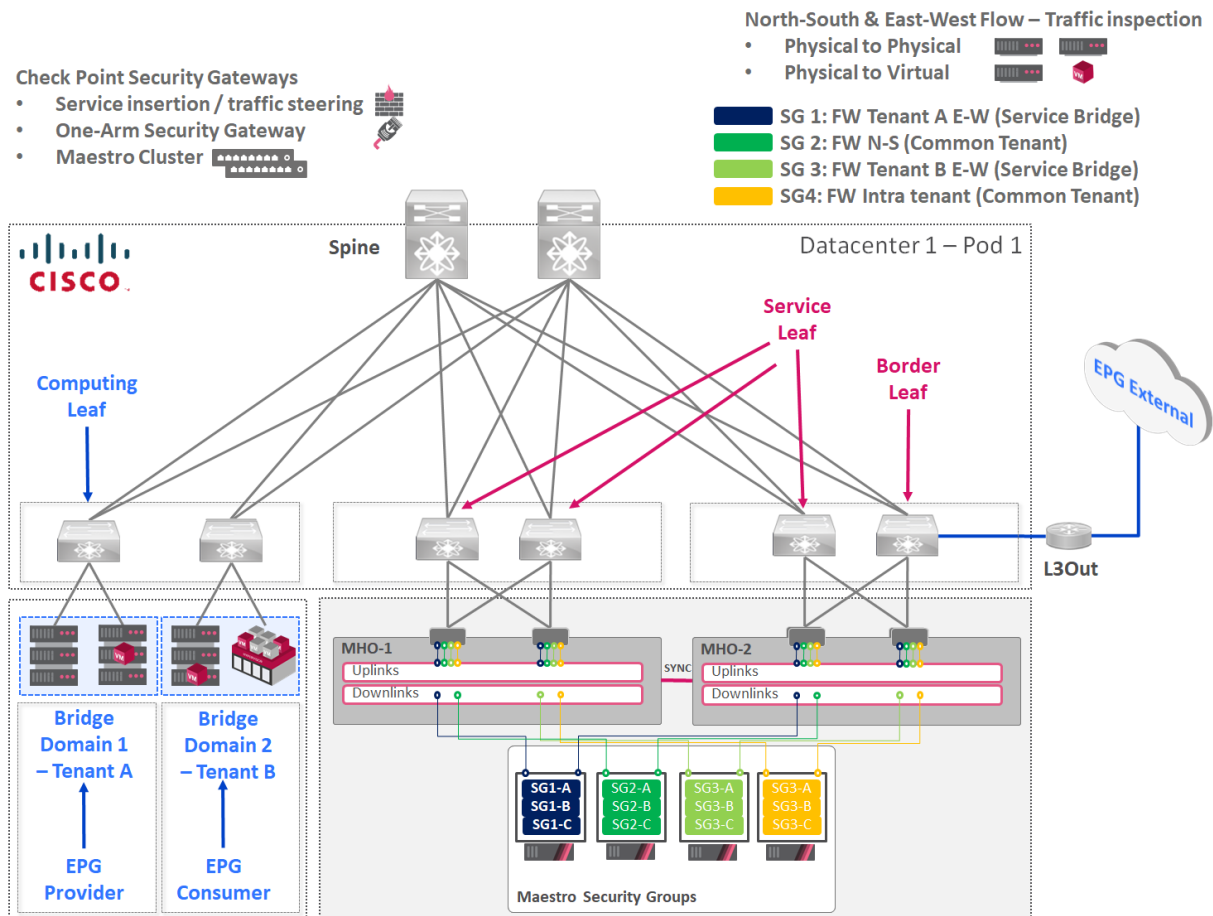 North-South & East-West Flow – Traffic inspection
• Physical to Physical
• Physical to Virtual
VM
Check Point Security Gateways
• Service insertion / traffic steering
• One-Arm Security Gateway
• Maestro Cluster
SG 1: FW Tenant A E-W (Service Bridge)
SG 2: FW N-S (Common Tenant)
SG 3: FW Tenant B E-W (Service Bridge)
SG4: FW Intra tenant (Common Tenant)
CISCO
Spine
Datacenter 1 – Pod 1
Service
Leaf
Computing
Leaf
Border
Leaf
EPG External
L3Out
VM
VM
VM
VM
MHO-1
Uplinks
Downlinks
SYNC
MHO-2
Uplinks
Downlinks
Bridge
Domain 1
– Tenant A
Bridge
Domain 2
– Tenant B
EPG
Provider
EPG
Consumer
SG1-A
SG1-B
SG1-C
SG2-A
SG2-B
SG2-C
SG3-A
SG3-B
SG3-C
SG3-A
SG3-B
SG3-C
Maestro Security Groups